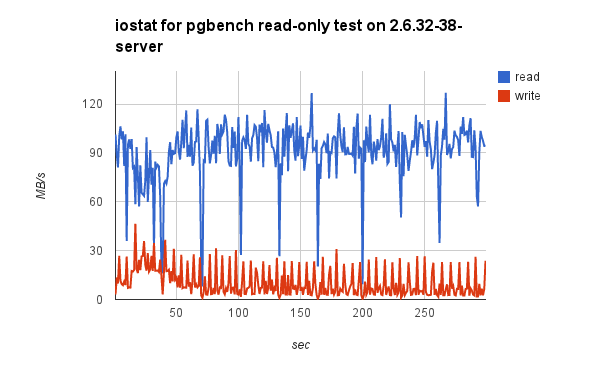 iostat for pgbench read-only test on 2.6.32-38-
server
read
write
120
90
60
30
0
MB/s
50
100
150
200
250
sec